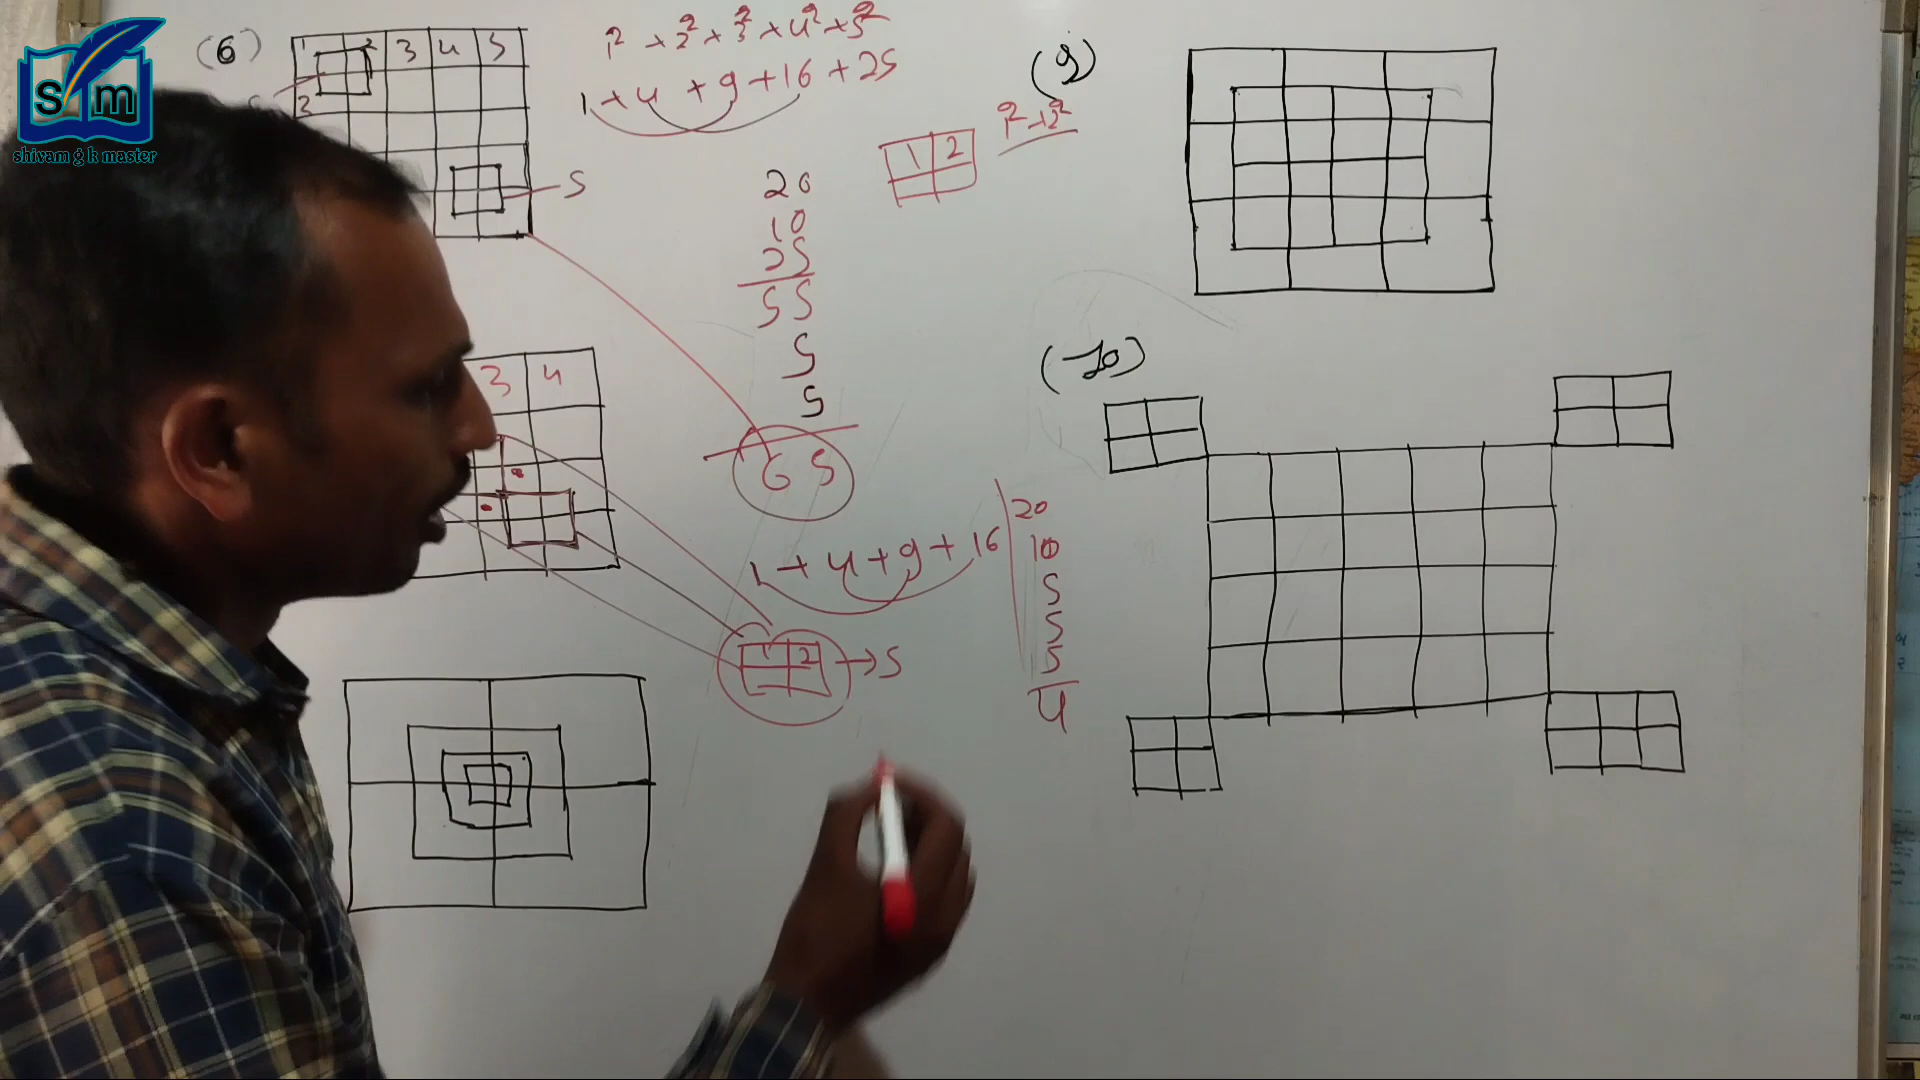 S m
shivam g k master
(6)
1 2 3 4 5
2
1² + 2² + 3² + 4² + 5²
1 + 4 + 9 + 16 + 25
5
20
10
25
55
5
5
65
1 2
1² + 2²
(9)
3 4
1 + 4 + 9 + 16
20
10
5
5
5
4
1 2 → 5
(10)